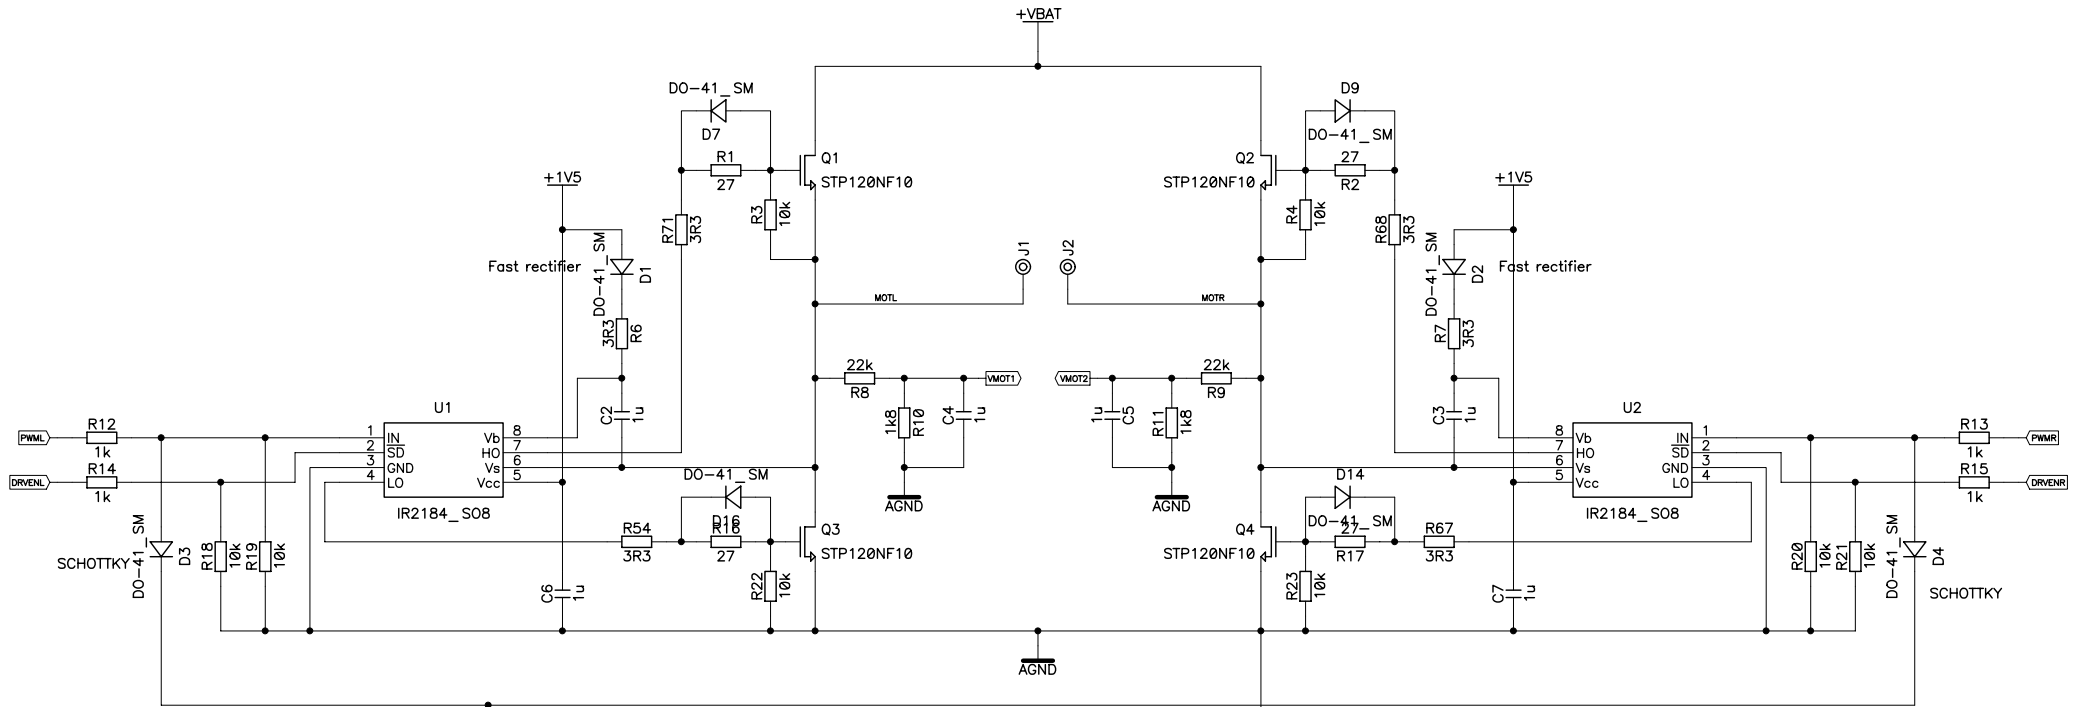 +VBAT
DO-41_SM
D7
R1
27
R71
3R3
R3
10k
Q1
STP120NF10
D9
DO-41_SM
27
R2
Q2
STP120NF10
R4
10k
R68
3R3
+1V5
Fast rectifier
DO-41_SM
D1
3R3
R6
J1
J2
MOTL
MOTR
+1V5
DO-41_SM
D2
Fast rectifier
R7
3R3
22k
R8
VMOT1
VMOT2
22k
R9
C2
1u
1k8
R10
C4
1u
1u
C5
R11
1k8
C3
1u
U1
1 IN
2 SD
3 GND
4 LO
Vb 8
HO 7
Vs 6
Vcc 5
IR2184_SO8
U2
8 Vb
7 HO
6 Vs
5 Vcc
IN 1
SD 2
GND 3
LO 4
IR2184_SO8
PWML
R12
1k
DRVENL
R14
1k
R13
1k
PWMR
R15
1k
DRVENR
AGND
AGND
DO-41_SM
D16
R54
3R3
R16
27
Q3
STP120NF10
D14
DO-41_SM
27
R17
R67
3R3
Q4
STP120NF10
SCHOTTKY
DO-41_SM
D3
R18
10k
R19
10k
C6
1u
R22
10k
R23
10k
C7
1u
R20
10k
R21
10k
DO-41_SM
D4
SCHOTTKY
AGND